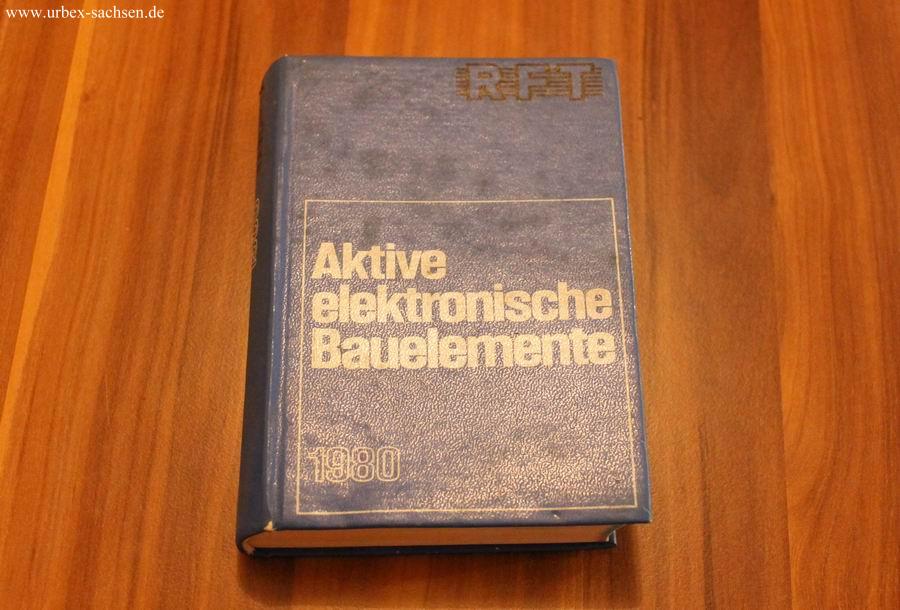 www.urbex-sachsen.de
RFT
Aktive
elektronische
Bauelemente
1980